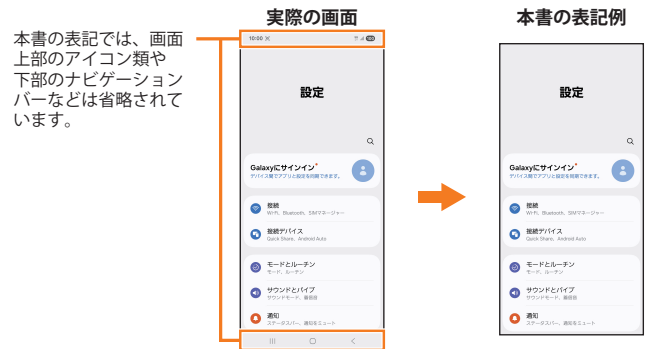 本書の表記では、画面
上部のアイコン類や
下部のナビゲーション
バーなどは省略されて
います。
実際の画面
10:00
100
設定
Galaxyにサインイン
デバイス間でアプリと設定を同期できます。
接続
Wi-Fi、Bluetooth、SIMマネージャー
接続デバイス
Quick Share、Android Auto
モードとルーチン
モード、ルーチン
サウンドとバイブ
サウンドモード、着信音
通知
ステータスバー、通知をミュート
本書の表記例
設定
Galaxyにサインイン
デバイス間でアプリと設定を同期できます。
接続
Wi-Fi、Bluetooth、SIMマネージャー
接続デバイス
Quick Share、Android Auto
モードとルーチン
モード、ルーチン
サウンドとバイブ
サウンドモード、着信音
通知
ステータスバー、通知をミュート